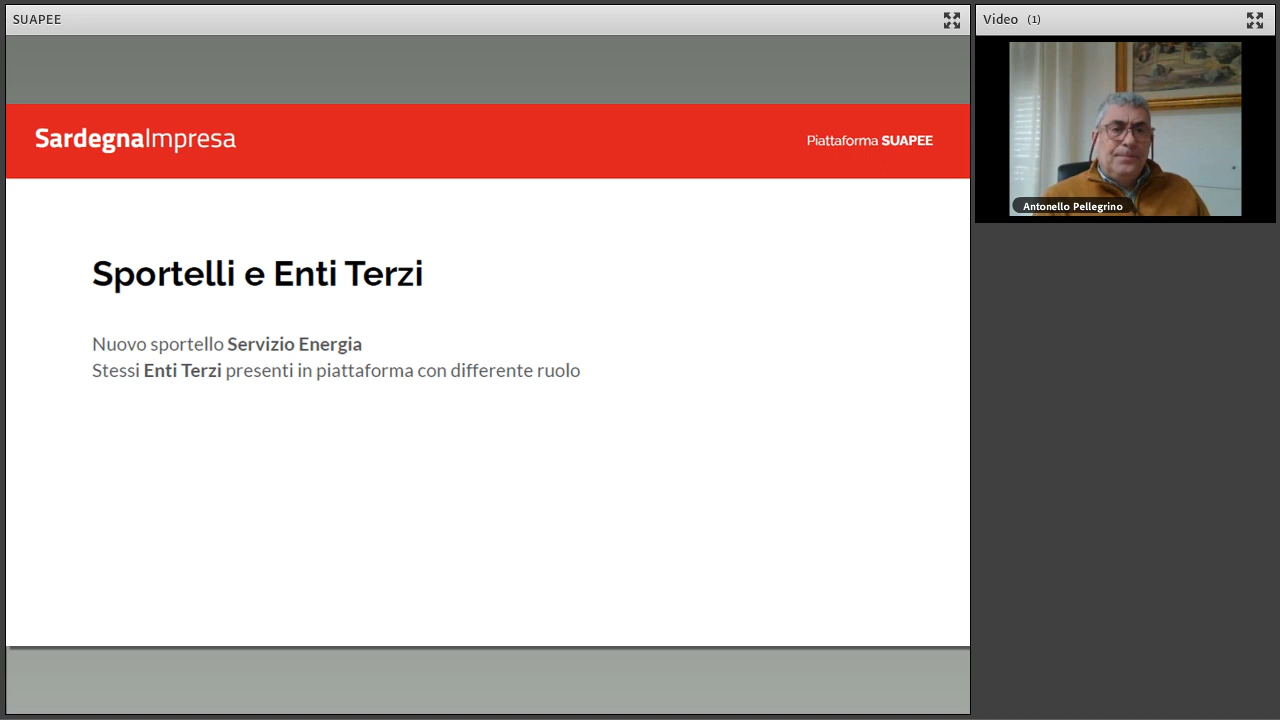 SUAPEE
Video (1)
SardegnaImpresa
Piattaforma SUAPEE
Antonello Pellegrino
Sportelli e Enti Terzi
Nuovo sportello Servizio Energia
Stessi Enti Terzi presenti in piattaforma con differente ruolo